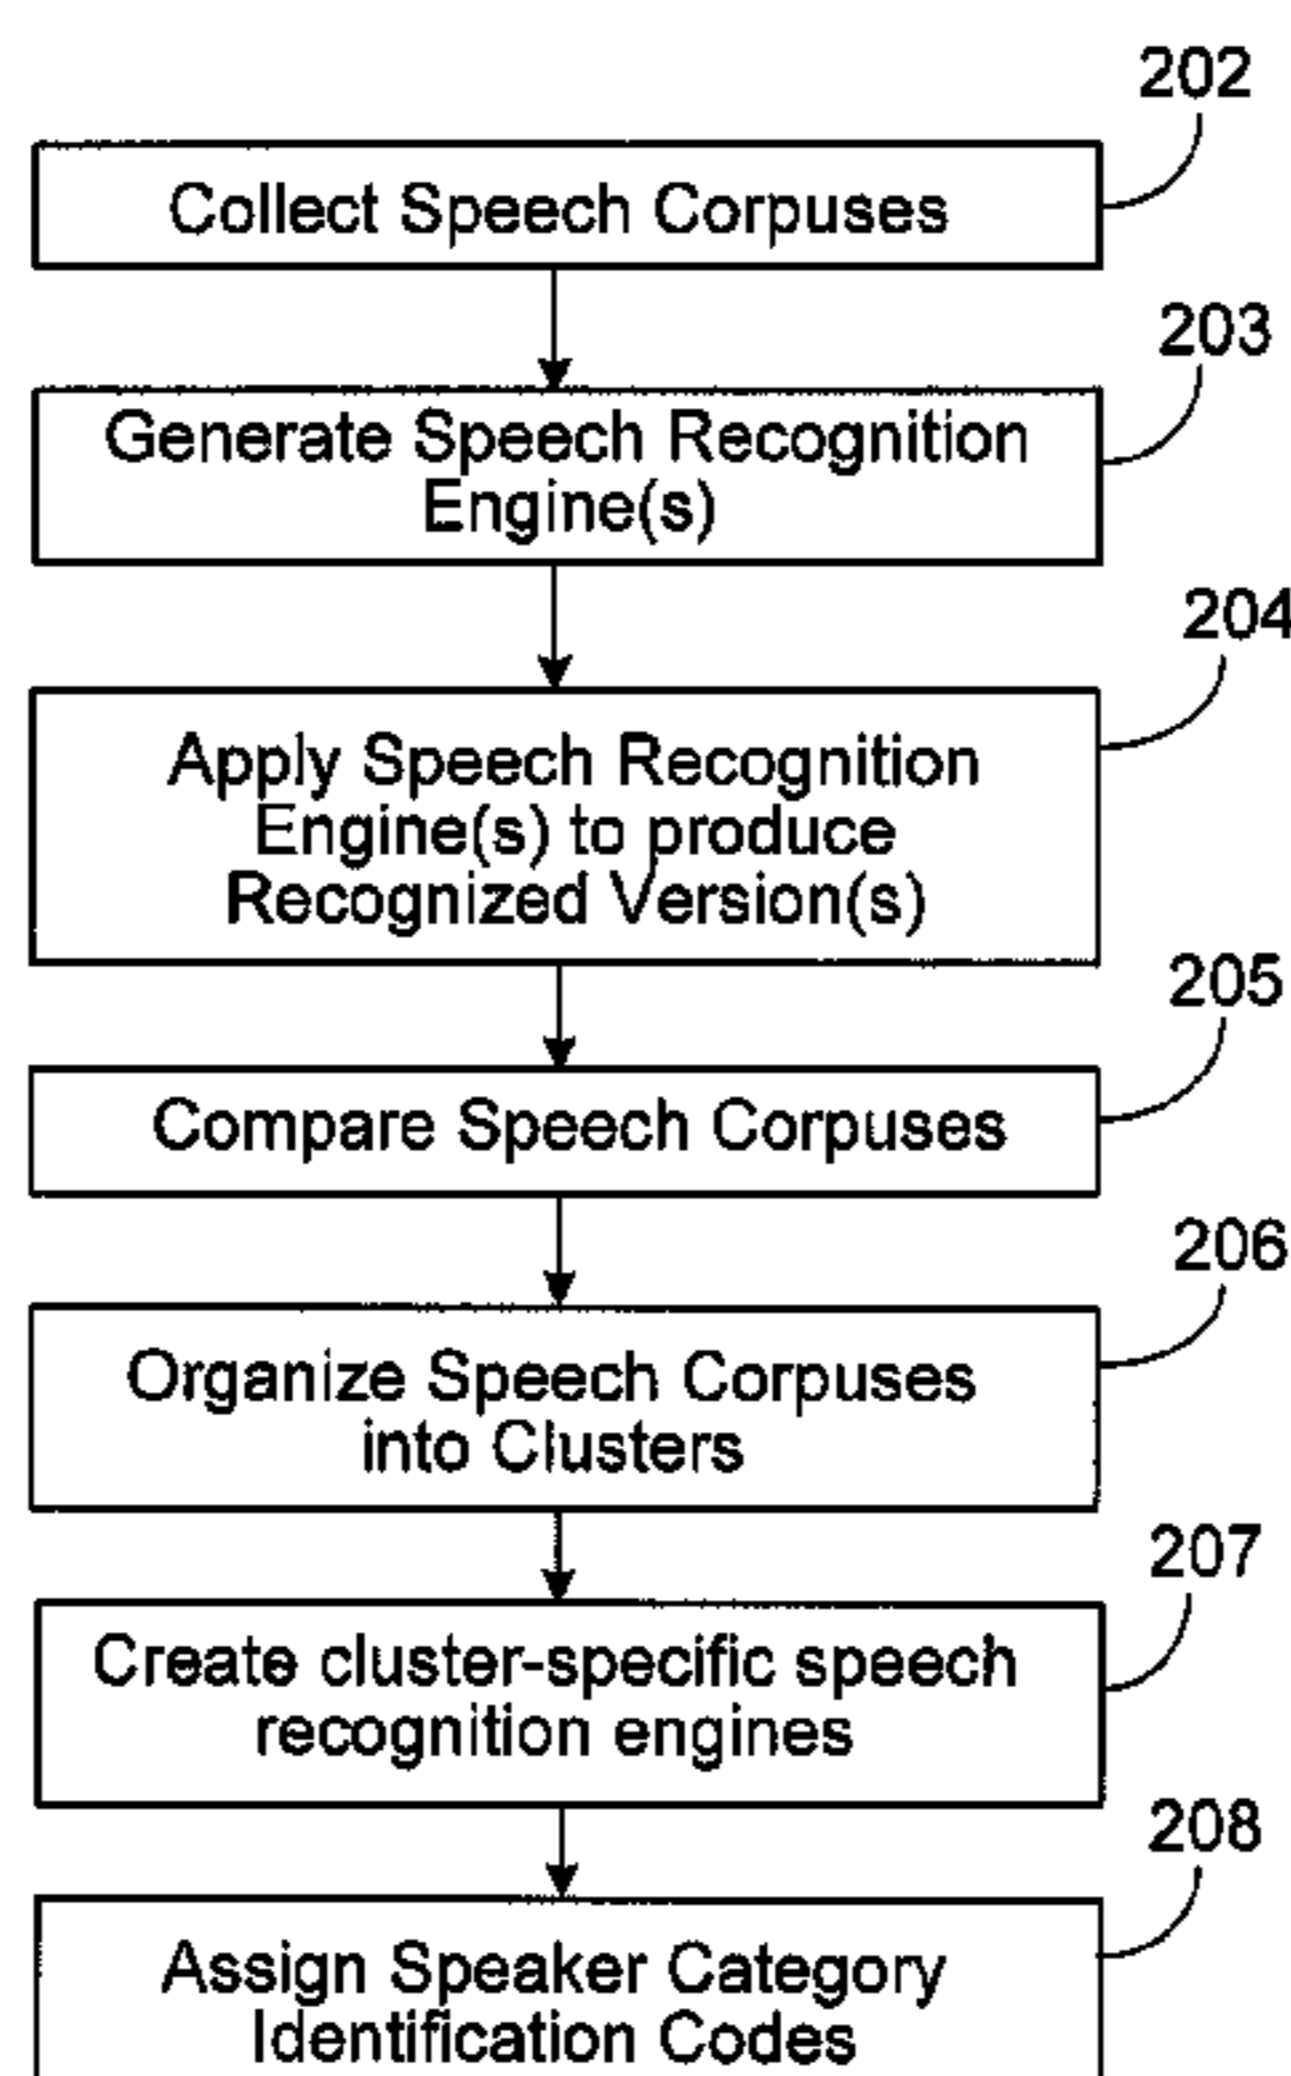 202
Collect Speech Corpuses
203
Generate Speech Recognition
Engine(s)
204
Apply Speech Recognition
Engine(s) to produce
Recognized Version(s)
205
Compare Speech Corpuses
206
Organize Speech Corpuses
into Clusters
207
Create cluster-specific speech
recognition engines
208
Assign Speaker Category
Identification Codes